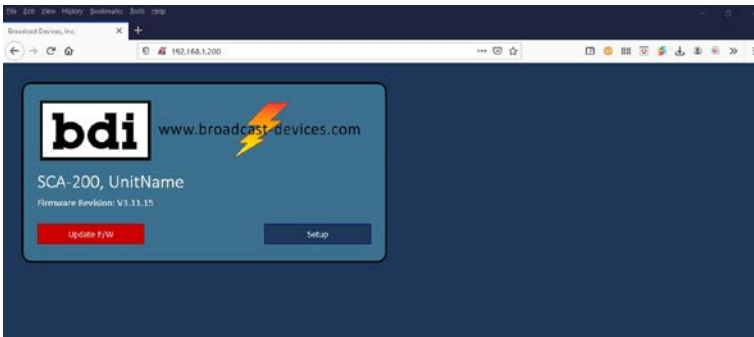 File Edit View History Bookmarks Tools Help
Broadcast Devices, Inc.
192.168.1.200
bdi
www.broadcast-devices.com
SCA-200, UnitName
Firmware Revision: V3.11.15
Update F/W
Setup